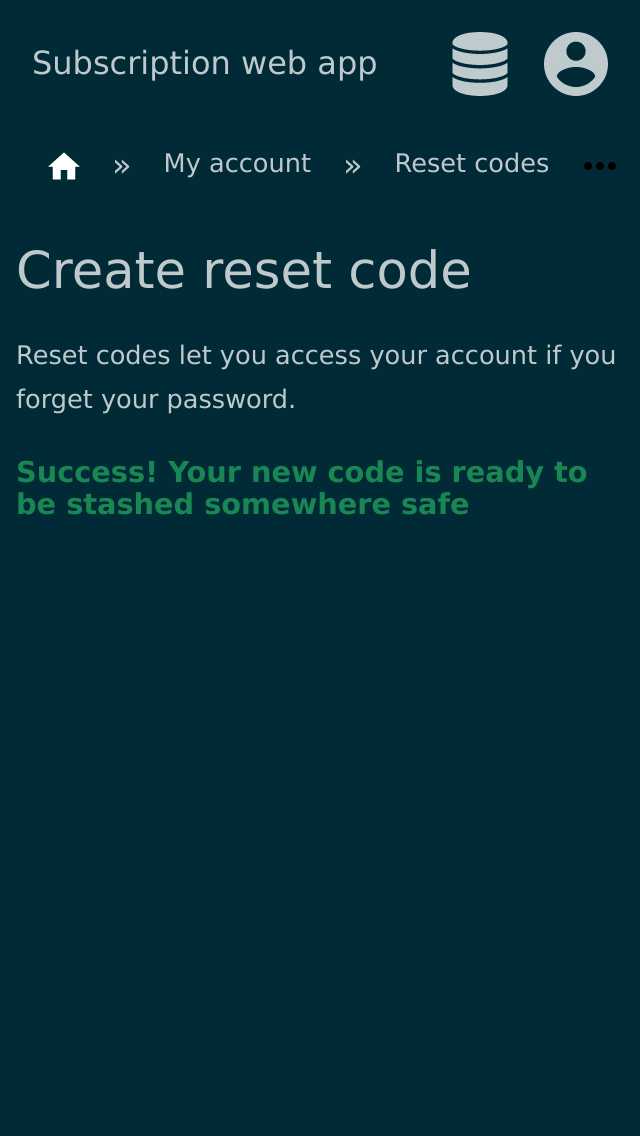 Subscription web app
» My account » Reset codes •••
Create reset code
Reset codes let you access your account if you
forget your password.
Success! Your new code is ready to
be stashed somewhere safe